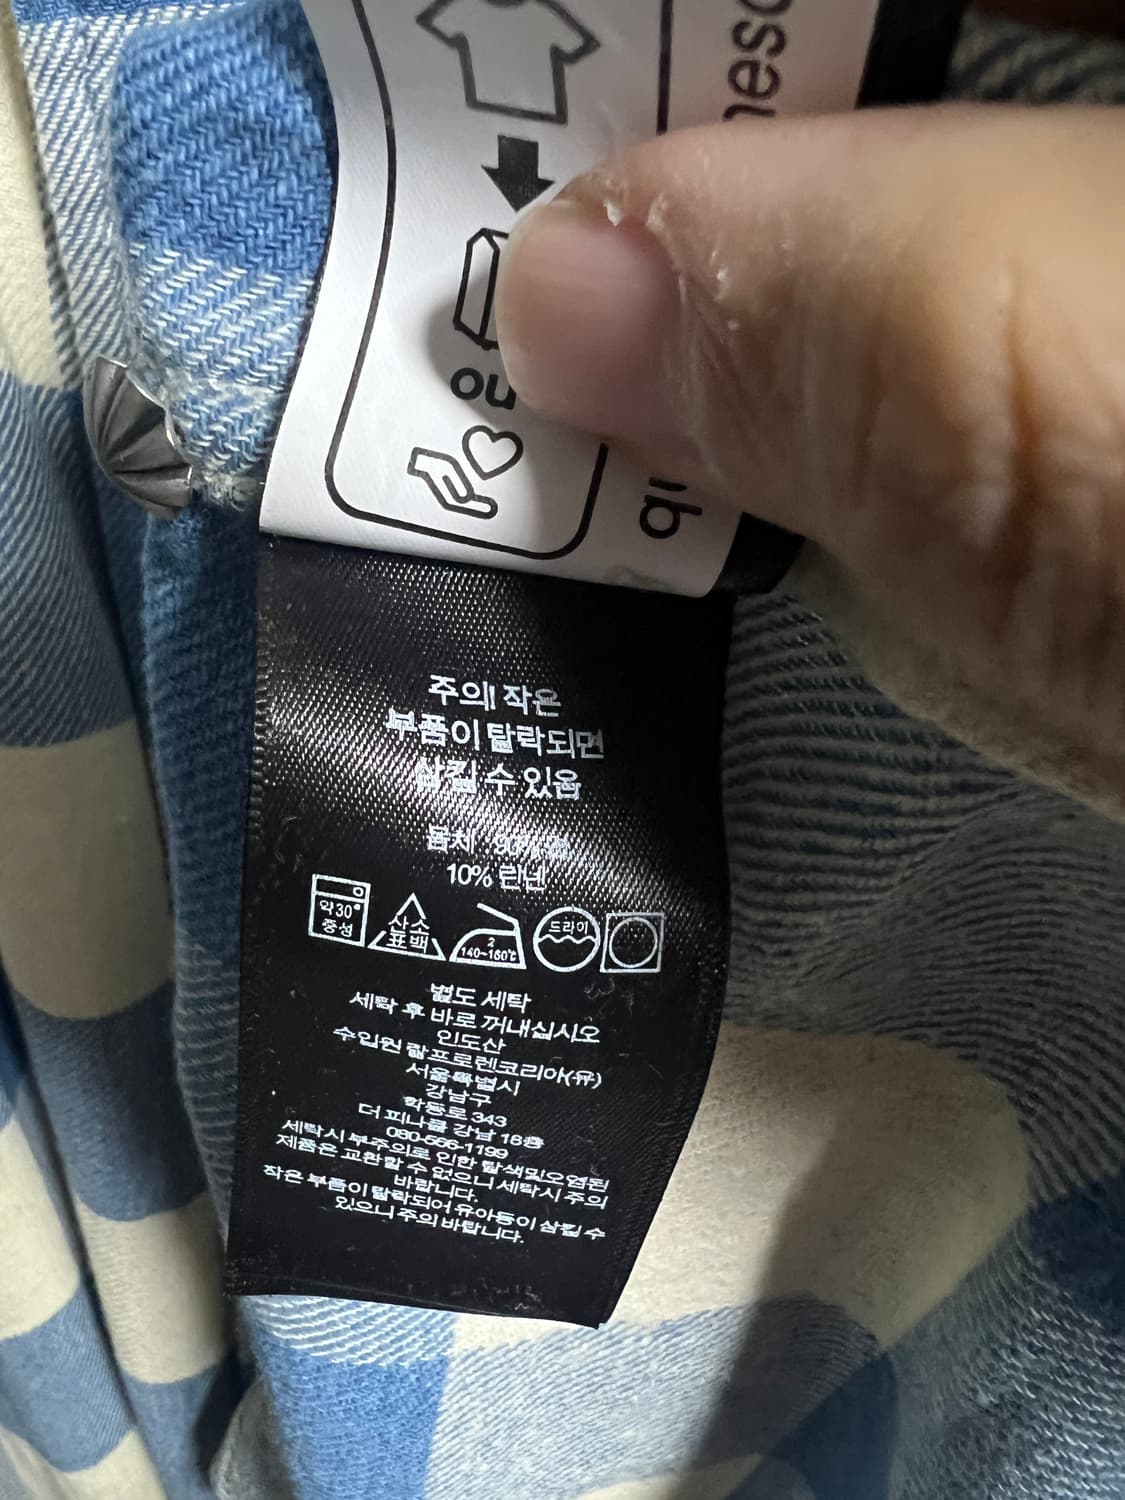 ou
주의! 작은
부품이 탈락되면
삼킬 수 있음
몸체 90% 면
10% 린넨
약30°
중성
산소
표백
2
140~160℃
드라이
별도 세탁
세탁 후 바로 꺼내십시오
인도산
수입원 랄프로렌코리아(유)
서울특별시
강남구
학동로 343
더 피나클 강남 18층
080-566-1199
세탁시 부주의로 인한 탈색및오염된
제품은 교환할 수 없으니 세탁시 주의
바랍니다.
작은 부품이 탈락되어 유아등이 삼킬 수
있으니 주의 바랍니다.